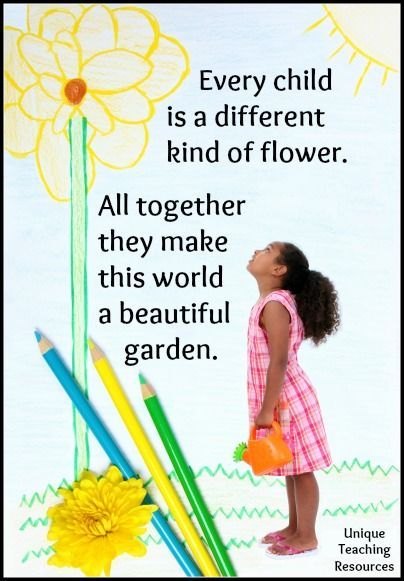 Every child
is a different
kind of flower.
All together
they make
this world
a beautiful
garden.
Unique
Teaching
Resources